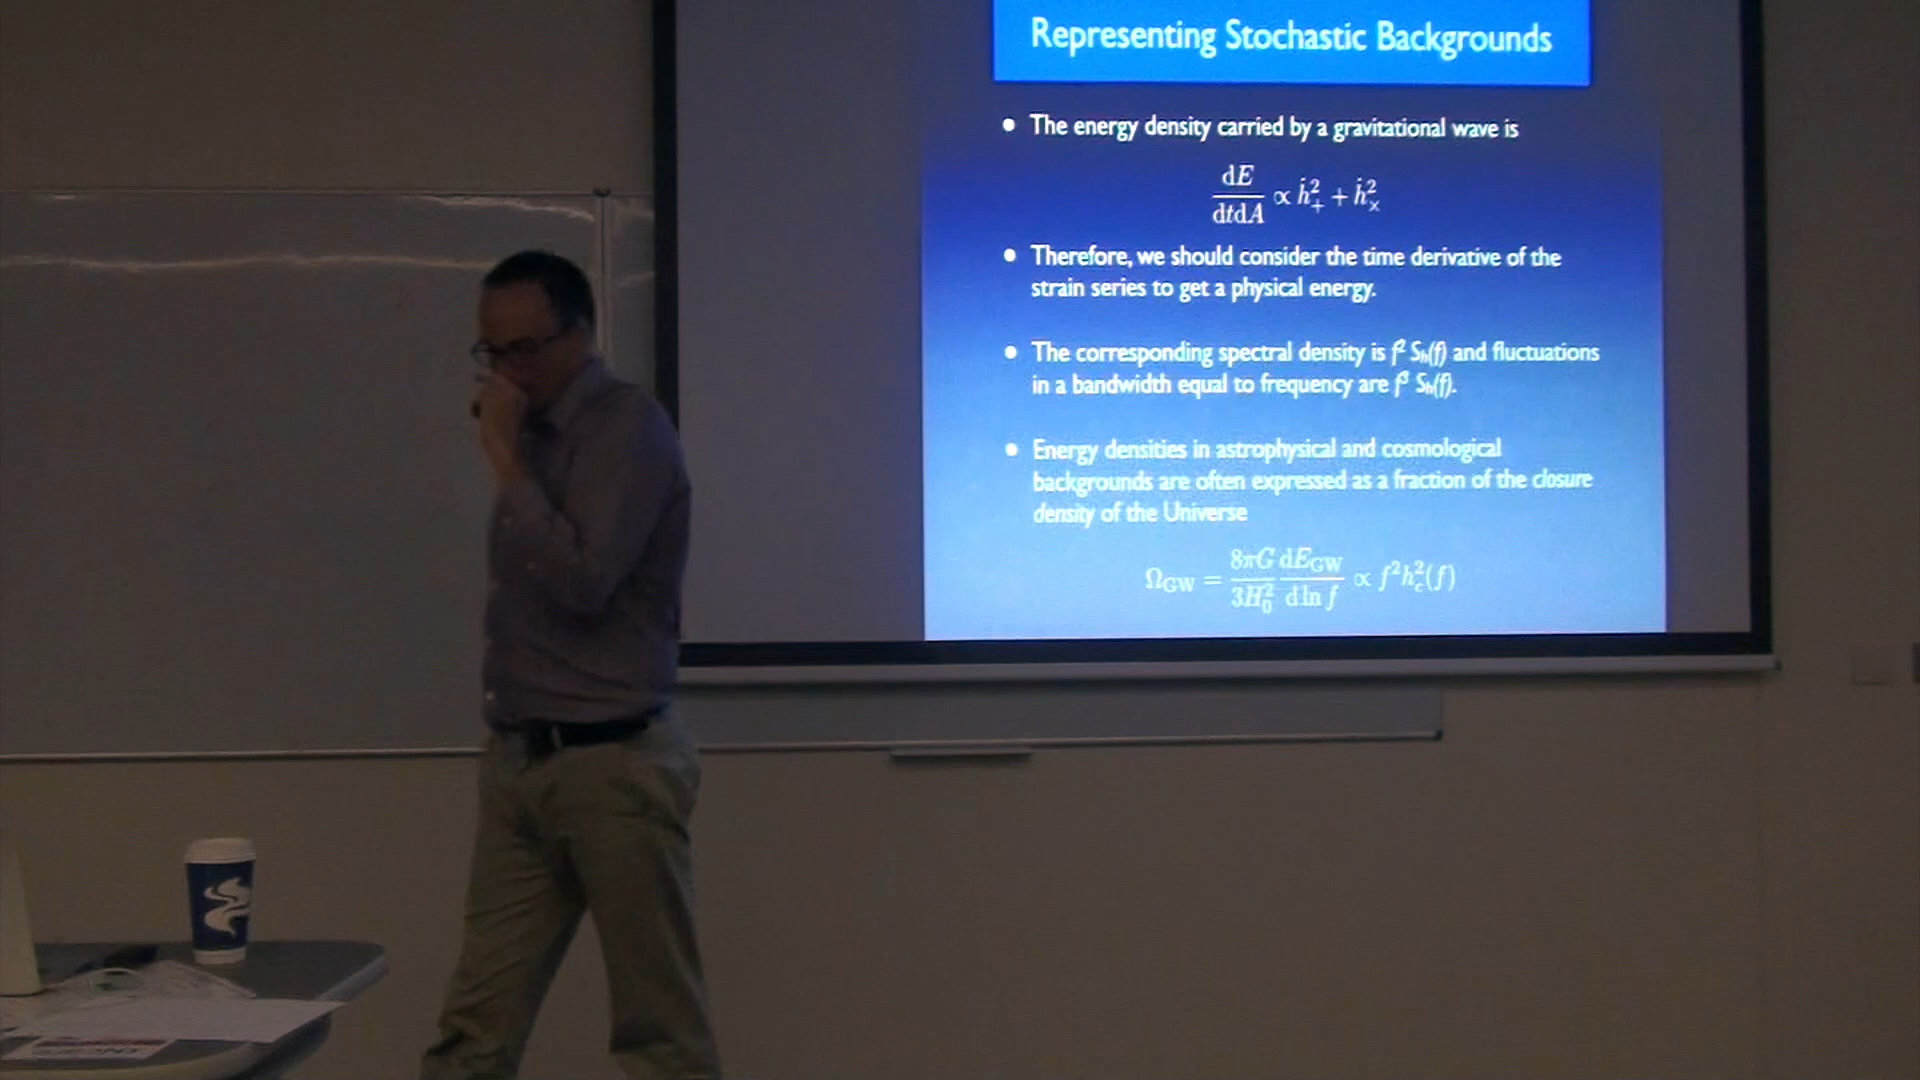 Representing Stochastic Backgrounds
• The energy density carried by a gravitational wave is
dE/dtdA ∝ ḣ₊² + ḣₓ²
• Therefore, we should consider the time derivative of the
strain series to get a physical energy.
• The corresponding spectral density is f² Sₕ(f) and fluctuations
in a bandwidth equal to frequency are f³ Sₕ(f).
• Energy densities in astrophysical and cosmological
backgrounds are often expressed as a fraction of the closure
density of the Universe
Ω_GW = 8πG/3H₀² dE_GW/d ln f ∝ f²h_c²(f)